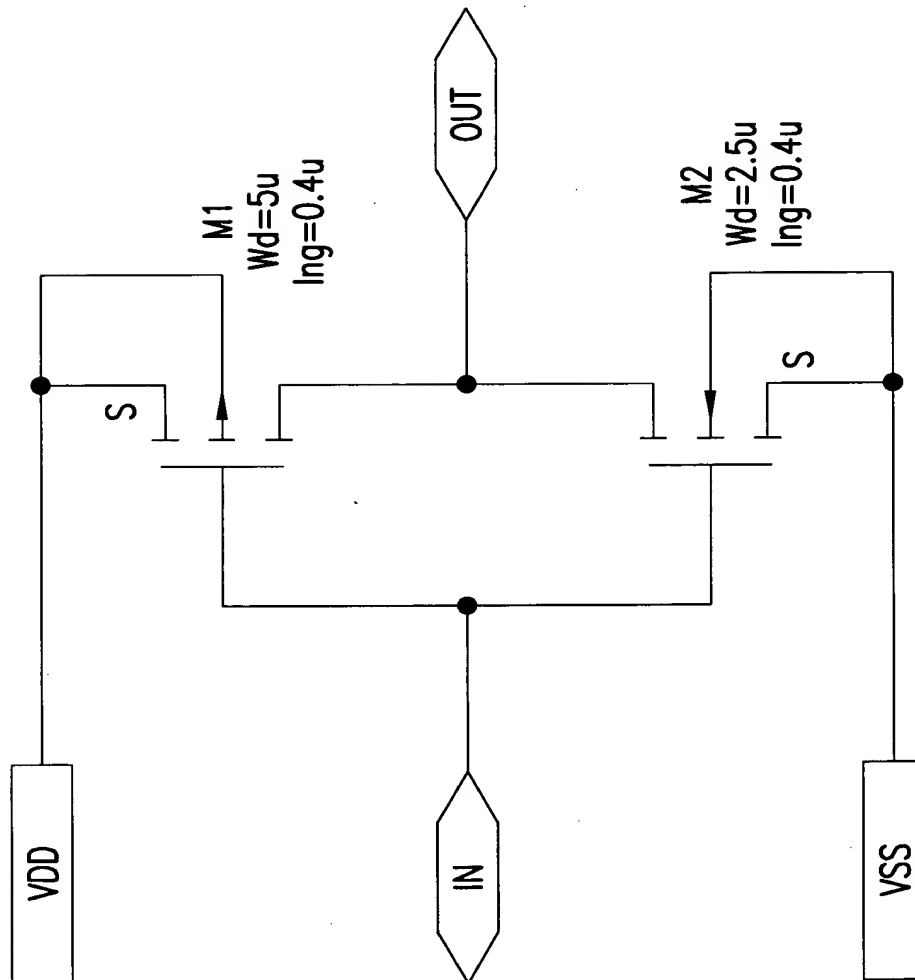 VDD
S
M1
Wd=5u
lng=0.4u
OUT
IN
M2
Wd=2.5u
lng=0.4u
S
VSS